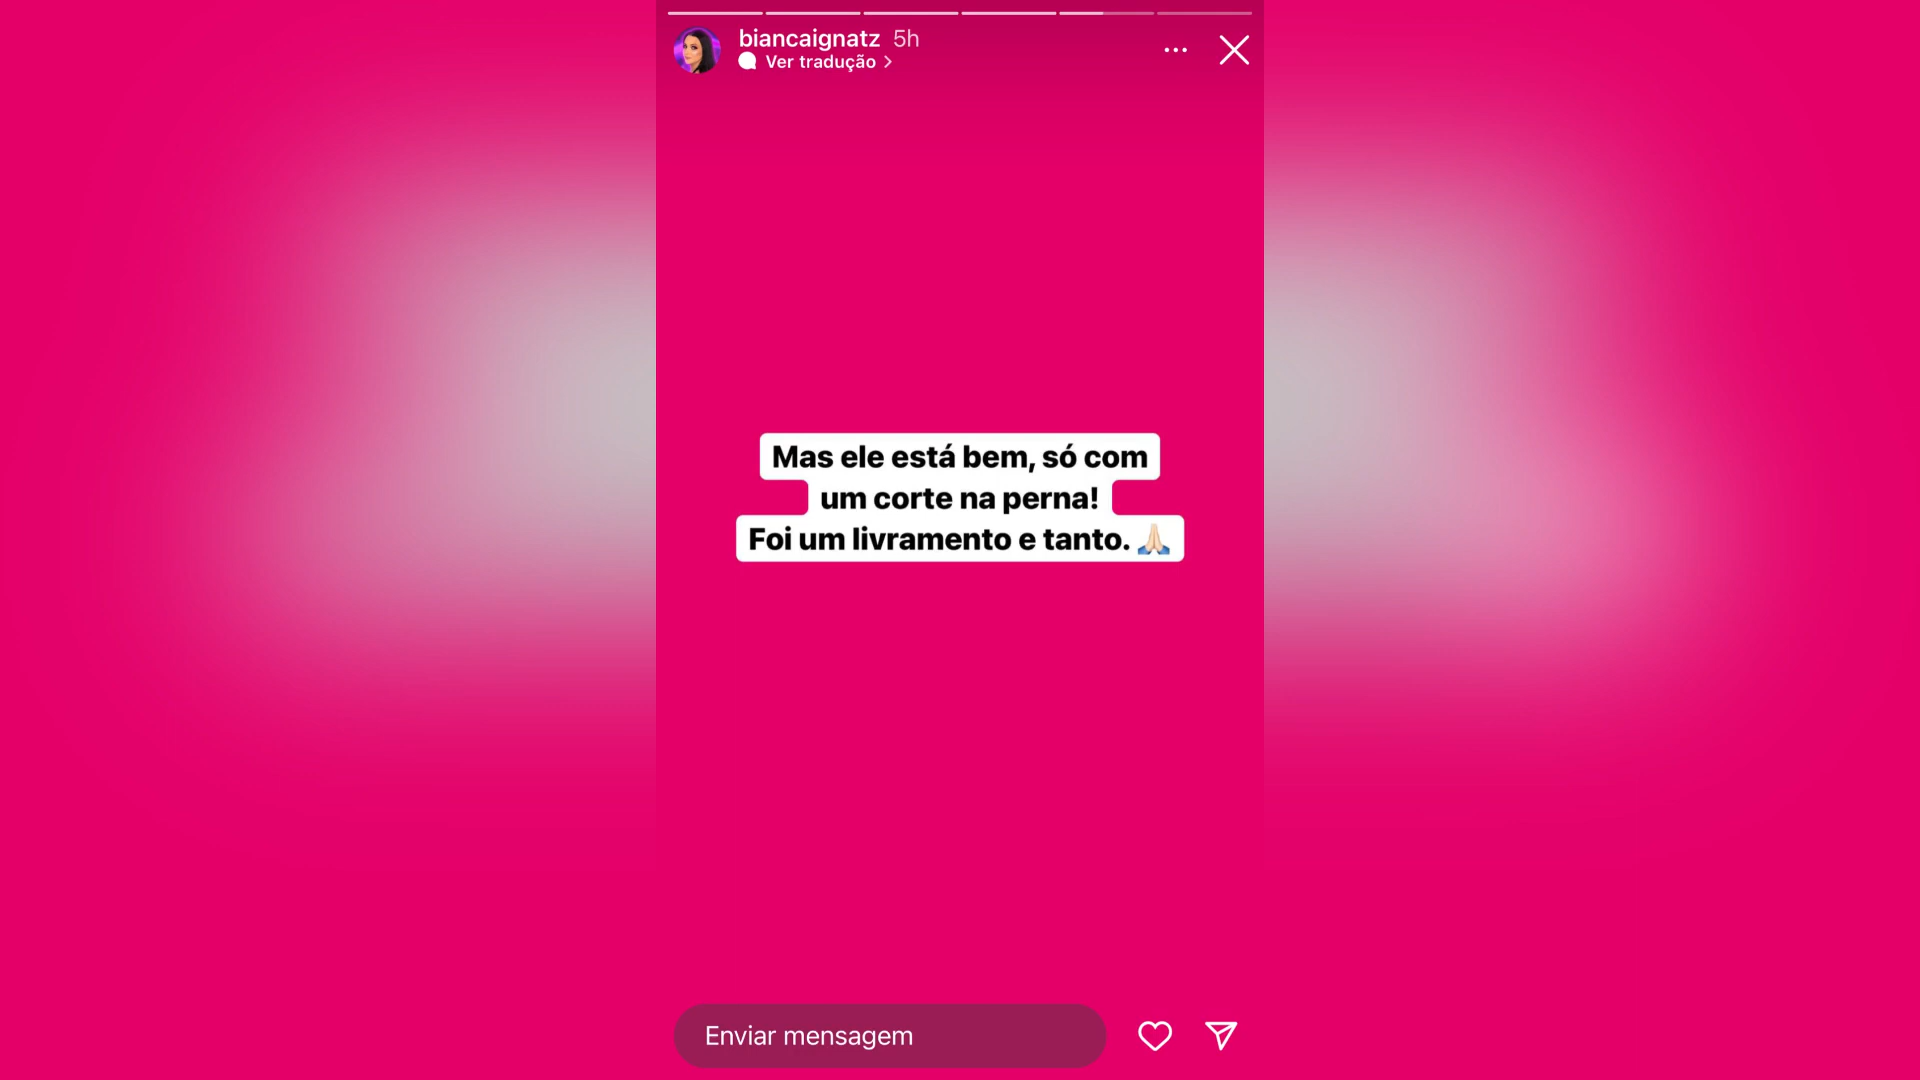 biancaignatz 5h
Ver tradução
Mas ele está bem, só com
um corte na perna!
Foi um livramento e tanto. 🙏🏻
Enviar mensagem